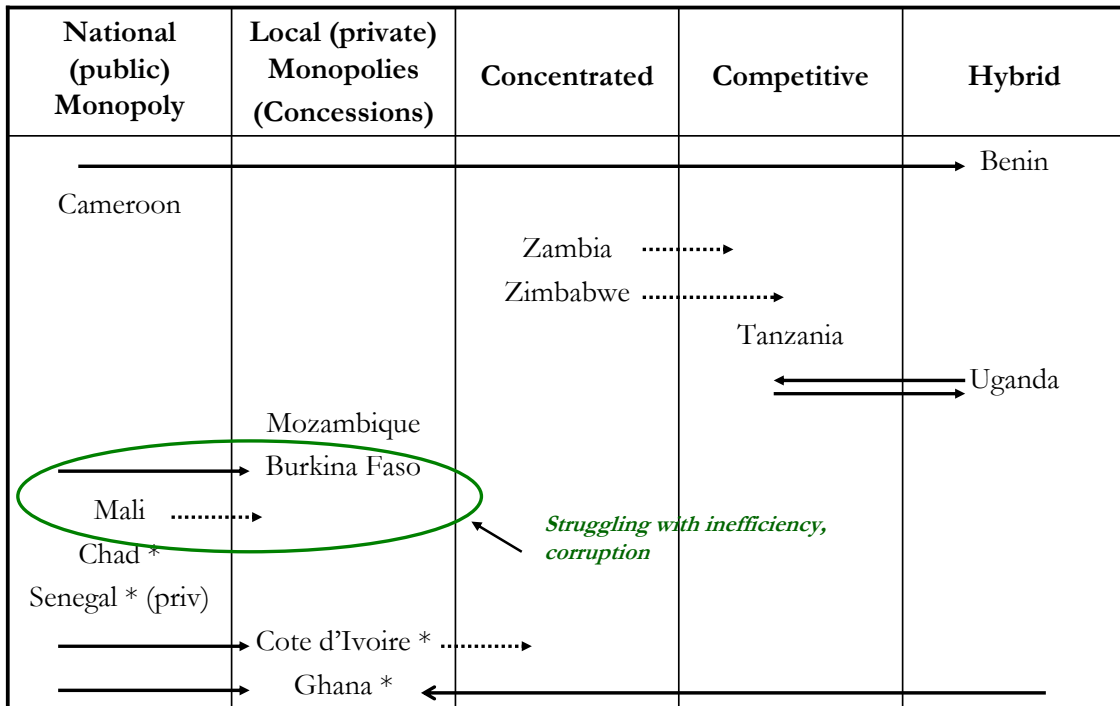 National
(public)
Monopoly
Local (private)
Monopolies
(Concessions)
Concentrated
Competitive
Hybrid
Benin
Cameroon
Zambia
Zimbabwe
Tanzania
Uganda
Mozambique
Burkina Faso
Mali
Struggling with inefficiency,
corruption
Chad *
Senegal * (priv)
Cote d’Ivoire *
Ghana *